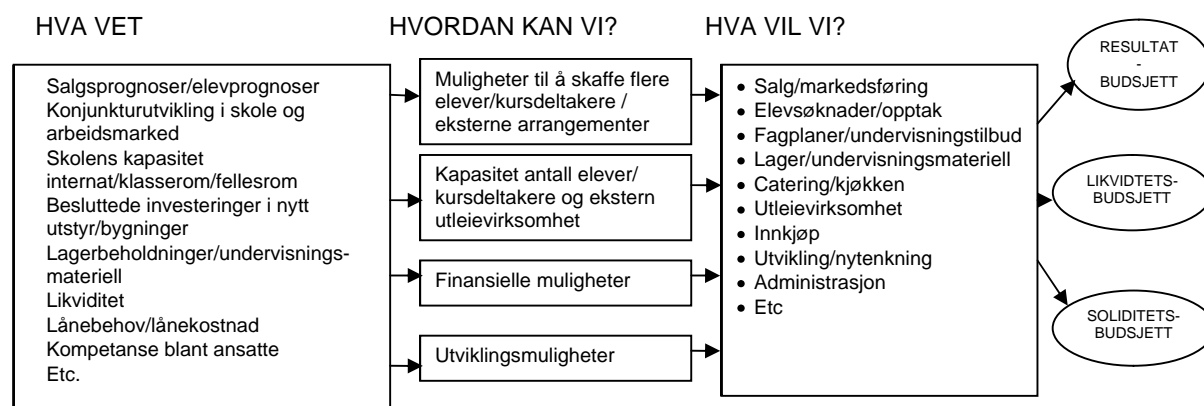 HVA VET
HVORDAN KAN VI?
HVA VIL VI?
Salgsprognoser/elevprognoser
Konjunkturutvikling i skole og
arbeidsmarked
Skolens kapasitet
internat/klasserom/fellesrom
Besluttede investeringer i nytt
utstyr/bygninger
Lagerbeholdninger/undervisnings-
materiell
Likviditet
Lånebehov/lånekostnad
Kompetanse blant ansatte
Etc.
Muligheter til å skaffe flere
elever/kursdeltakere /
eksterne arrangementer
Kapasitet antall elever/
kursdeltakere og ekstern
utleievirksomhet
Finansielle muligheter
Utviklingsmuligheter
• Salg/markedsføring
• Elevsøknader/opptak
• Fagplaner/undervisningstilbud
• Lager/undervisningsmateriell
• Catering/kjøkken
• Utleievirksomhet
• Innkjøp
• Utvikling/nytenkning
• Administrasjon
• Etc
RESULTAT
-
BUDSJETT
LIKVIDTETS-
BUDSJETT
SOLIDITETS-
BUDSJETT